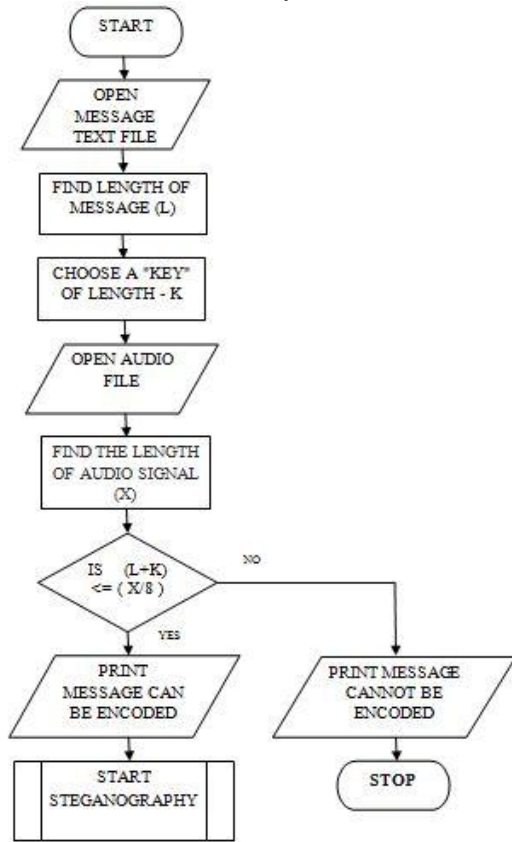 START
OPEN
MESSAGE
TEXT FILE
FIND LENGTH OF
MESSAGE (L)
CHOOSE A "KEY"
OF LENGTH - K
OPEN AUDIO
FILE
FIND THE LENGTH
OF AUDIO SIGNAL
(X)
IS (L+K)
<= ( X/8 )
NO
YES
PRINT
MESSAGE CAN
BE ENCODED
PRINT MESSAGE
CANNOT BE
ENCODED
START
STEGANOGRAPHY
STOP